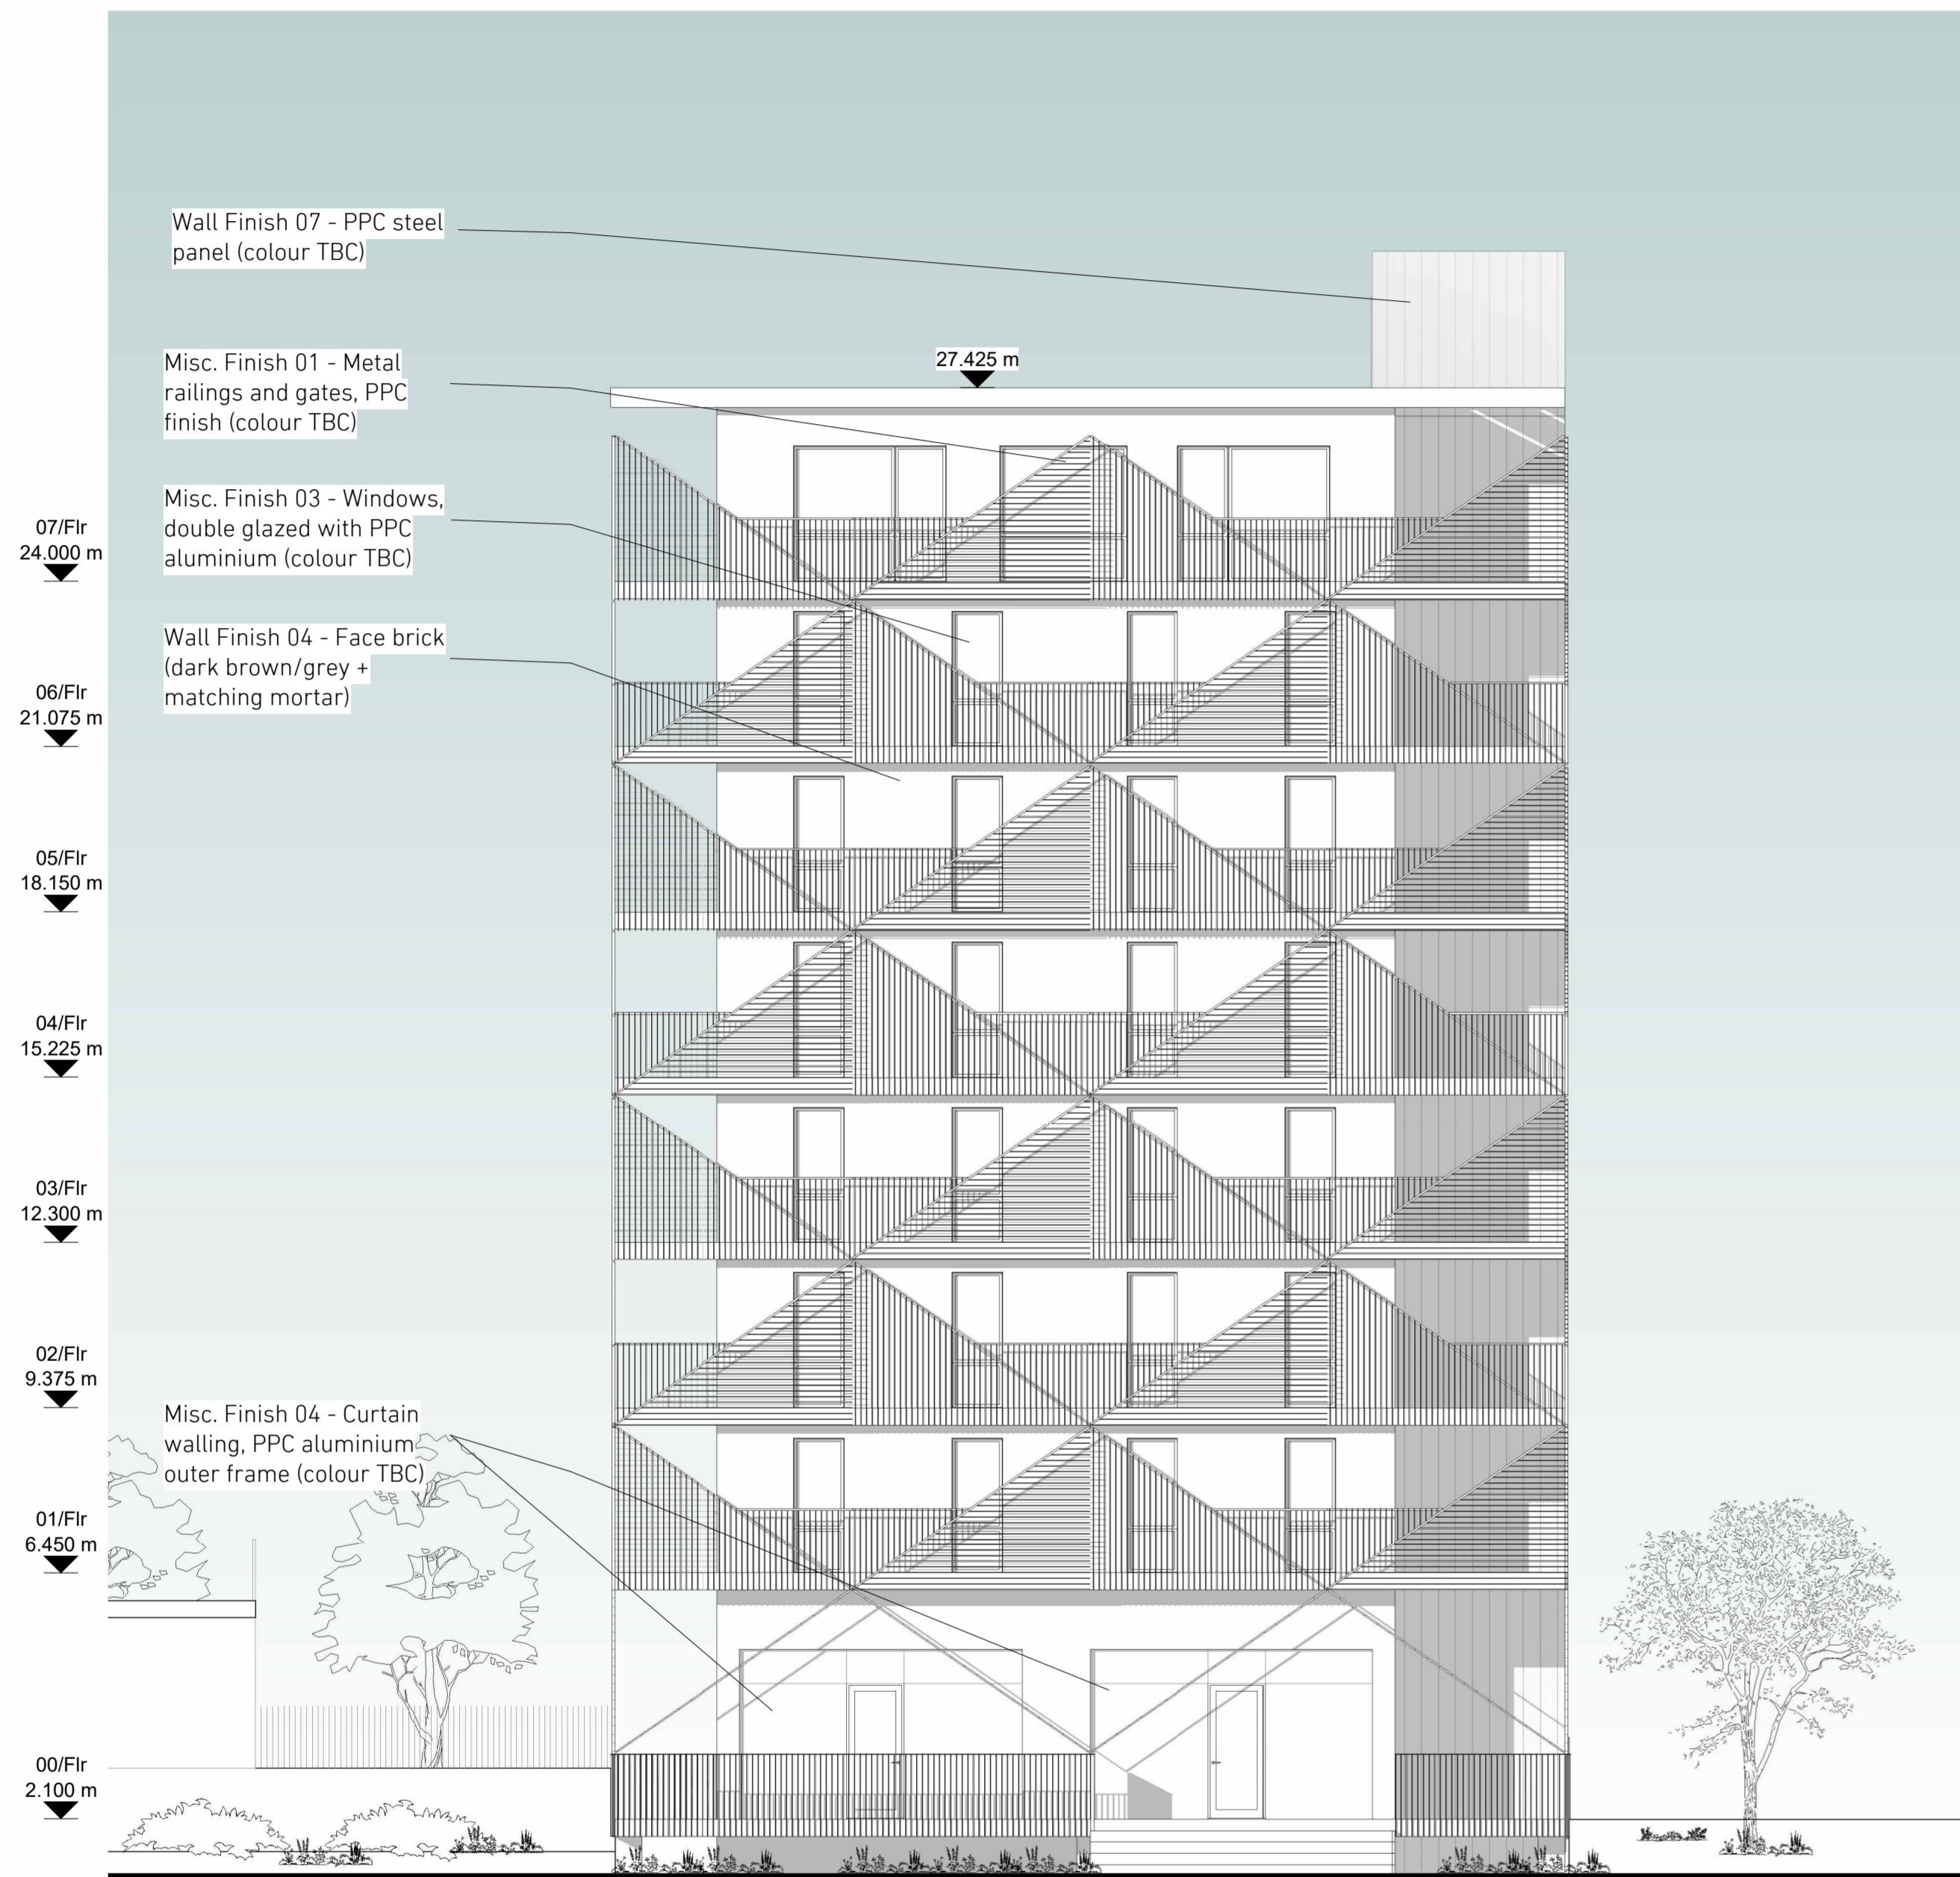 Wall Finish 07 - PPC steel
panel (colour TBC)
27.425 m
Misc. Finish 01 - Metal
railings and gates, PPC
finish (colour TBC)
Misc. Finish 03 - Windows,
double glazed with PPC
aluminium (colour TBC)
07/Flr
24.000 m
Wall Finish 04 - Face brick
(dark brown/grey +
matching mortar)
06/Flr
21.075 m
05/Flr
18.150 m
04/Flr
15.225 m
03/Flr
12.300 m
02/Flr
9.375 m
Misc. Finish 04 - Curtain
walling, PPC aluminium
outer frame (colour TBC)
01/Flr
6.450 m
00/Flr
2.100 m